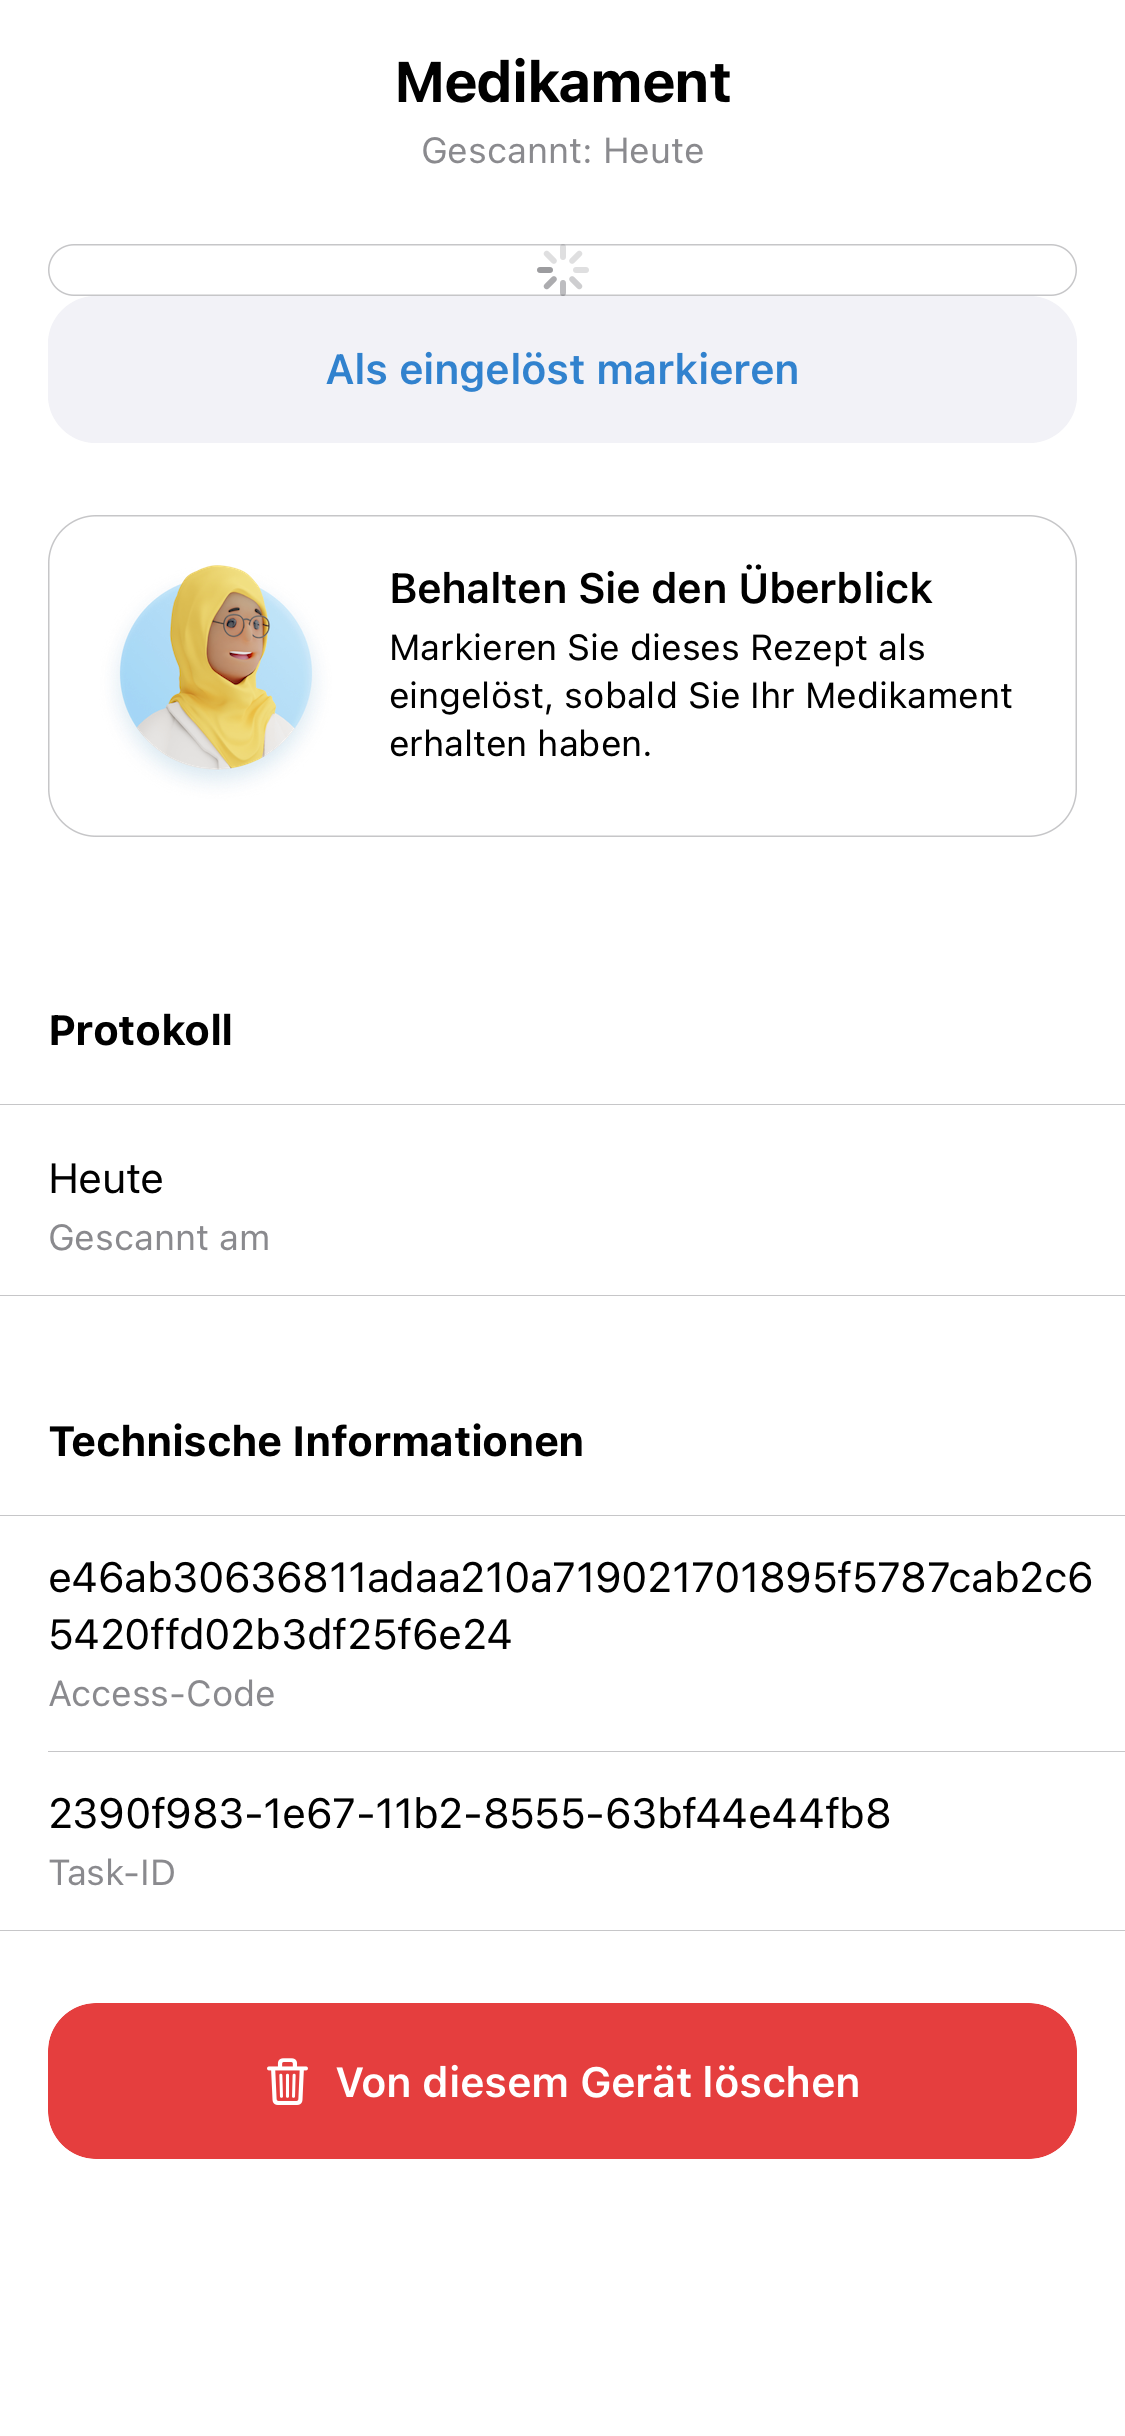 Medikament
Gescannt: Heute
Als eingelöst markieren
Behalten Sie den Überblick
Markieren Sie dieses Rezept als
eingelöst, sobald Sie Ihr Medikament
erhalten haben.
Protokoll
Heute
Gescannt am
Technische Informationen
e46ab30636811adaa210a719021701895f5787cab2c6
5420ffd02b3df25f6e24
Access-Code
2390f983-1e67-11b2-8555-63bf44e44fb8
Task-ID
Von diesem Gerät löschen